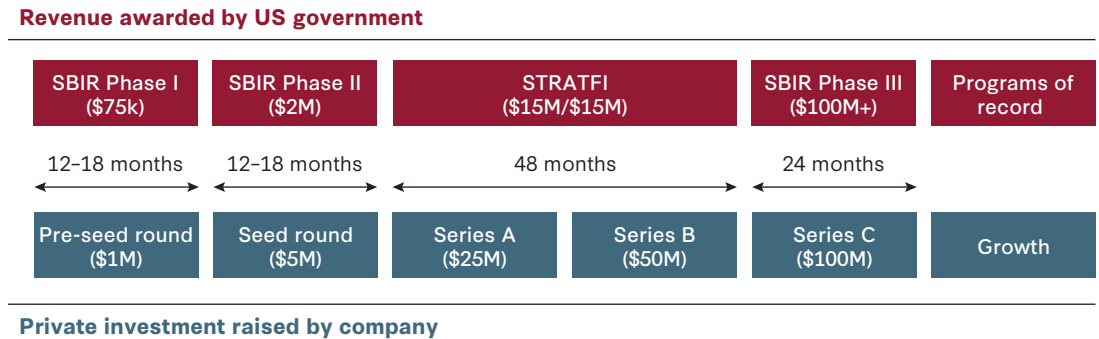 Revenue awarded by US government
SBIR Phase I
($75k)
SBIR Phase II
($2M)
STRATFI
($15M/$15M)
SBIR Phase III
($100M+)
Programs of
record
12–18 months
12–18 months
48 months
24 months
Pre-seed round
($1M)
Seed round
($5M)
Series A
($25M)
Series B
($50M)
Series C
($100M)
Growth
Private investment raised by company